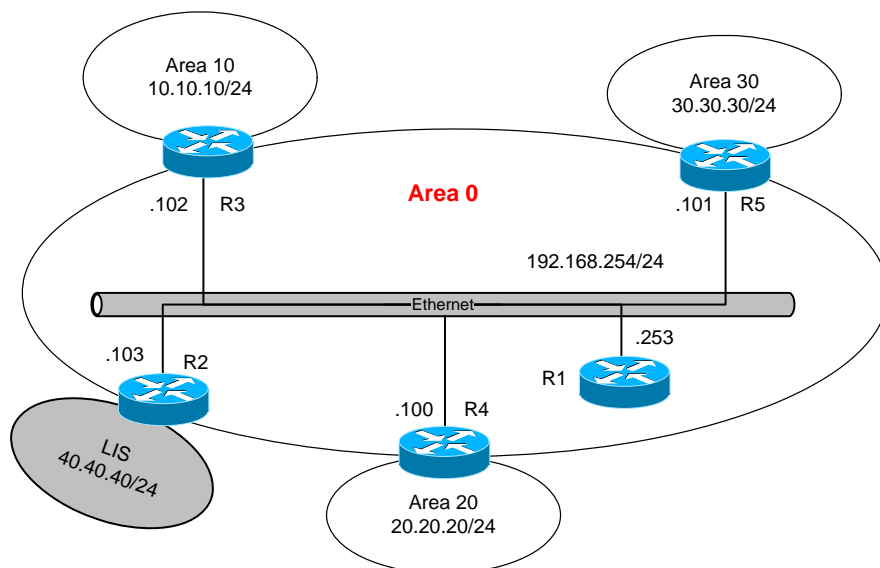 Area 10
10.10.10/24
Area 30
30.30.30/24
.102
R3
Area 0
.101
R5
192.168.254/24
Ethernet
.103
R2
.253
R1
.100
R4
LIS
40.40.40/24
Area 20
20.20.20/24